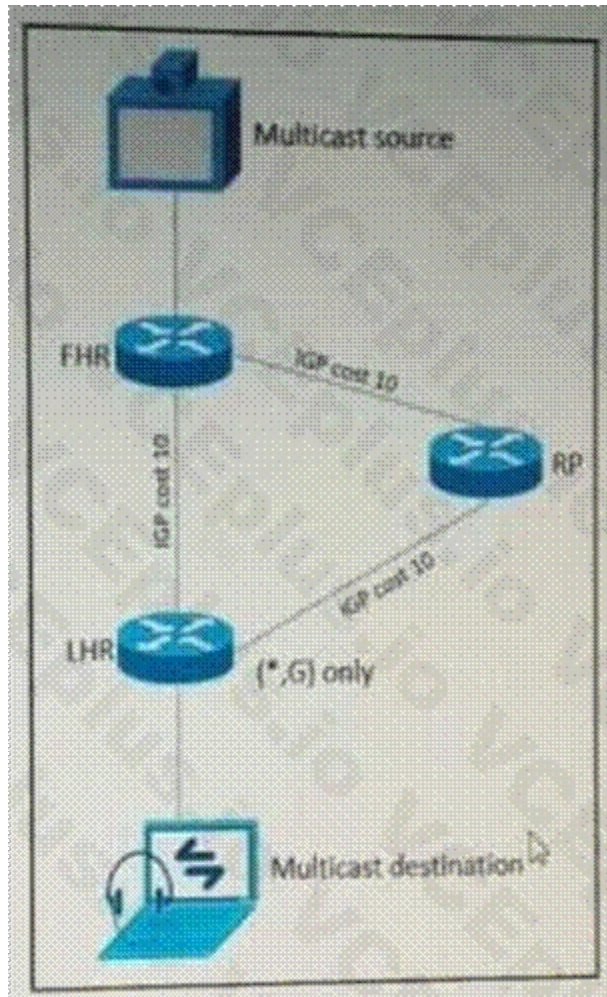 Multicast source
FHR
IGP cost 10
RP
IGP cost 10
IGP cost 10
LHR
(*,G) only
Multicast destination